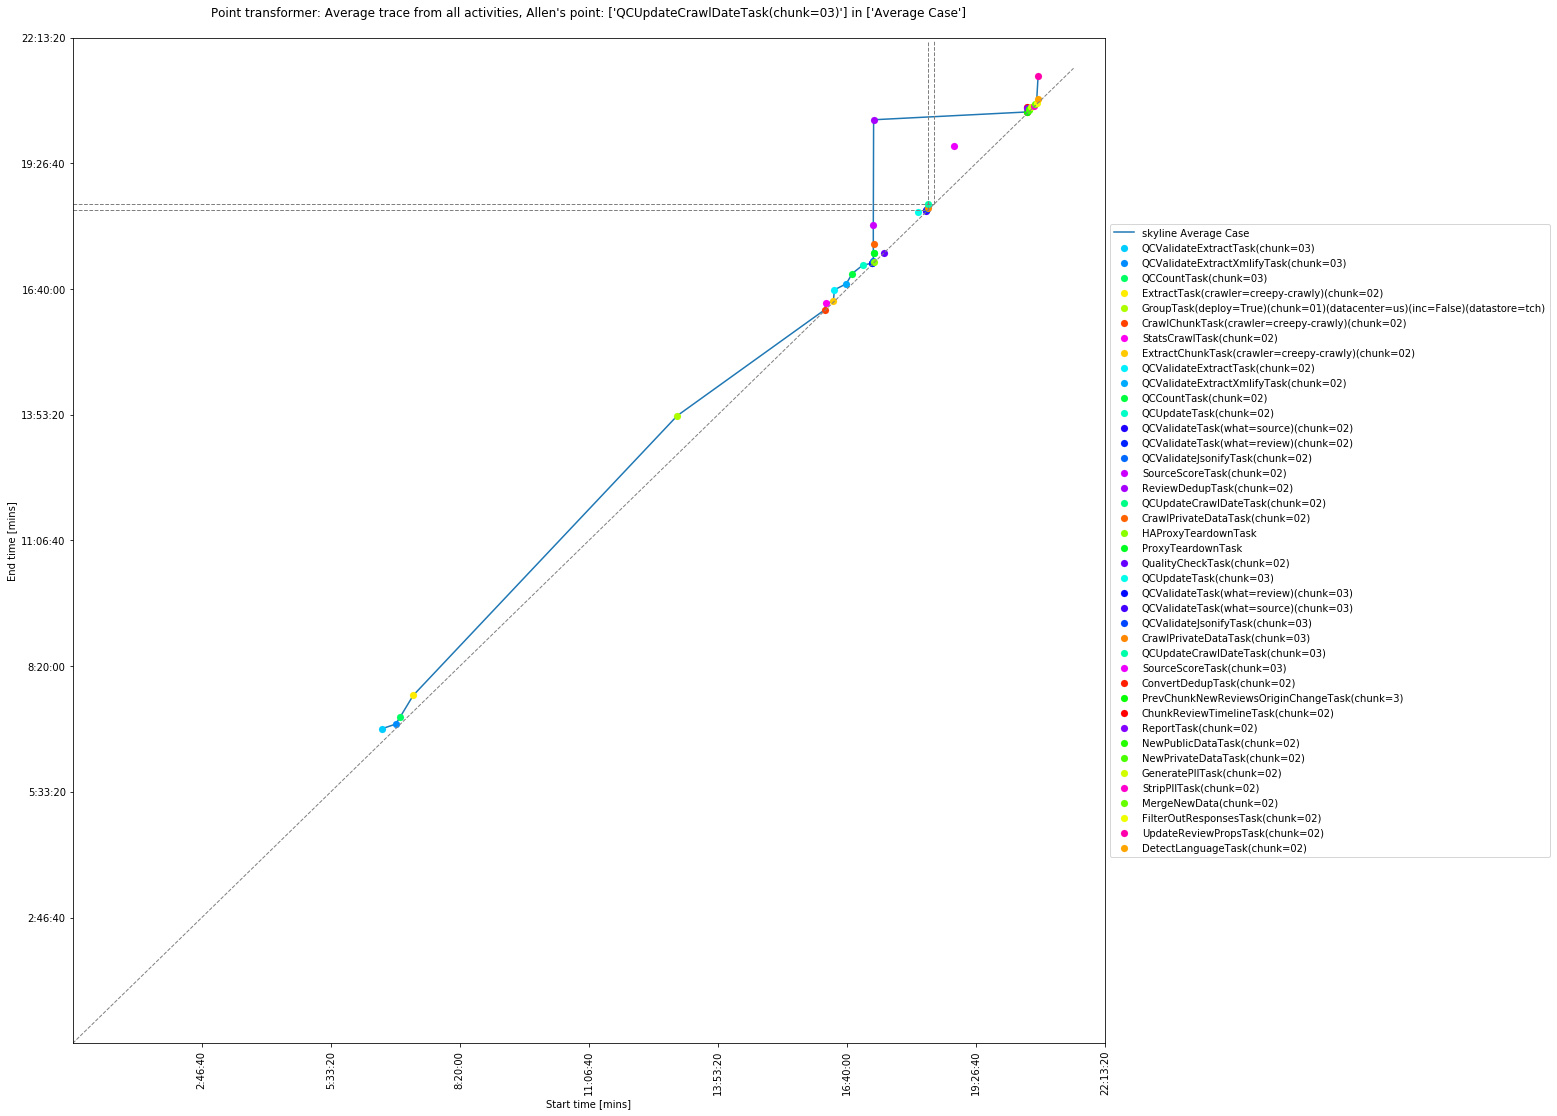 Point transformer: Average trace from all activities, Allen's point: ['QCUpdateCrawlDateTask(chunk=03)'] in ['Average Case']
22:13:20
19:26:40
16:40:00
13:53:20
11:06:40
8:20:00
5:33:20
2:46:40
End time [mins]
2:46:40
5:33:20
8:20:00
11:06:40
13:53:20
16:40:00
19:26:40
22:13:20
Start time [mins]
skyline Average Case
QCValidateExtractTask(chunk=03)
QCValidateExtractXmlifyTask(chunk=03)
QCCountTask(chunk=03)
ExtractTask(crawler=creepy-crawly)(chunk=02)
GroupTask(deploy=True)(chunk=01)(datacenter=us)(inc=False)(datastore=tch)
CrawlChunkTask(crawler=creepy-crawly)(chunk=02)
StatsCrawlTask(chunk=02)
ExtractChunkTask(crawler=creepy-crawly)(chunk=02)
QCValidateExtractTask(chunk=02)
QCValidateExtractXmlifyTask(chunk=02)
QCCountTask(chunk=02)
QCUpdateTask(chunk=02)
QCValidateTask(what=source)(chunk=02)
QCValidateTask(what=review)(chunk=02)
QCValidateJsonifyTask(chunk=02)
SourceScoreTask(chunk=02)
ReviewDedupTask(chunk=02)
QCUpdateCrawlDateTask(chunk=02)
CrawlPrivateDataTask(chunk=02)
HAProxyTeardownTask
ProxyTeardownTask
QualityCheckTask(chunk=02)
QCUpdateTask(chunk=03)
QCValidateTask(what=review)(chunk=03)
QCValidateTask(what=source)(chunk=03)
QCValidateJsonifyTask(chunk=03)
CrawlPrivateDataTask(chunk=03)
QCUpdateCrawlDateTask(chunk=03)
SourceScoreTask(chunk=03)
ConvertDedupTask(chunk=02)
PrevChunkNewReviewsOriginChangeTask(chunk=3)
ChunkReviewTimelineTask(chunk=02)
ReportTask(chunk=02)
NewPublicDataTask(chunk=02)
NewPrivateDataTask(chunk=02)
GeneratePIITask(chunk=02)
StripPIITask(chunk=02)
MergeNewData(chunk=02)
FilterOutResponsesTask(chunk=02)
UpdateReviewPropsTask(chunk=02)
DetectLanguageTask(chunk=02)